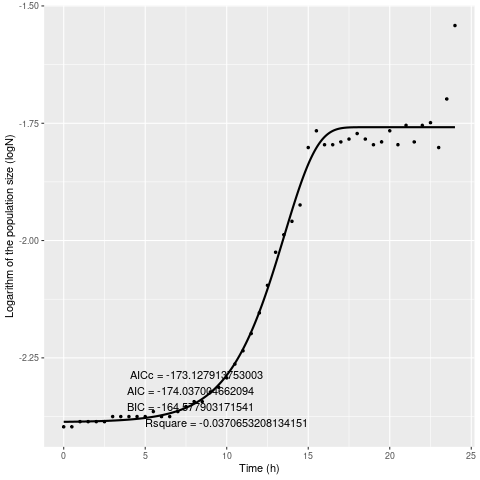 -1.50
-1.75
-2.00
-2.25
Logarithm of the population size (logN)
AICc = -173.127913753003
AIC = -174.037004662094
BIC = -164.577903171541
Rsquare = -0.0370653208134151
0 5 10 15 20 25
Time (h)